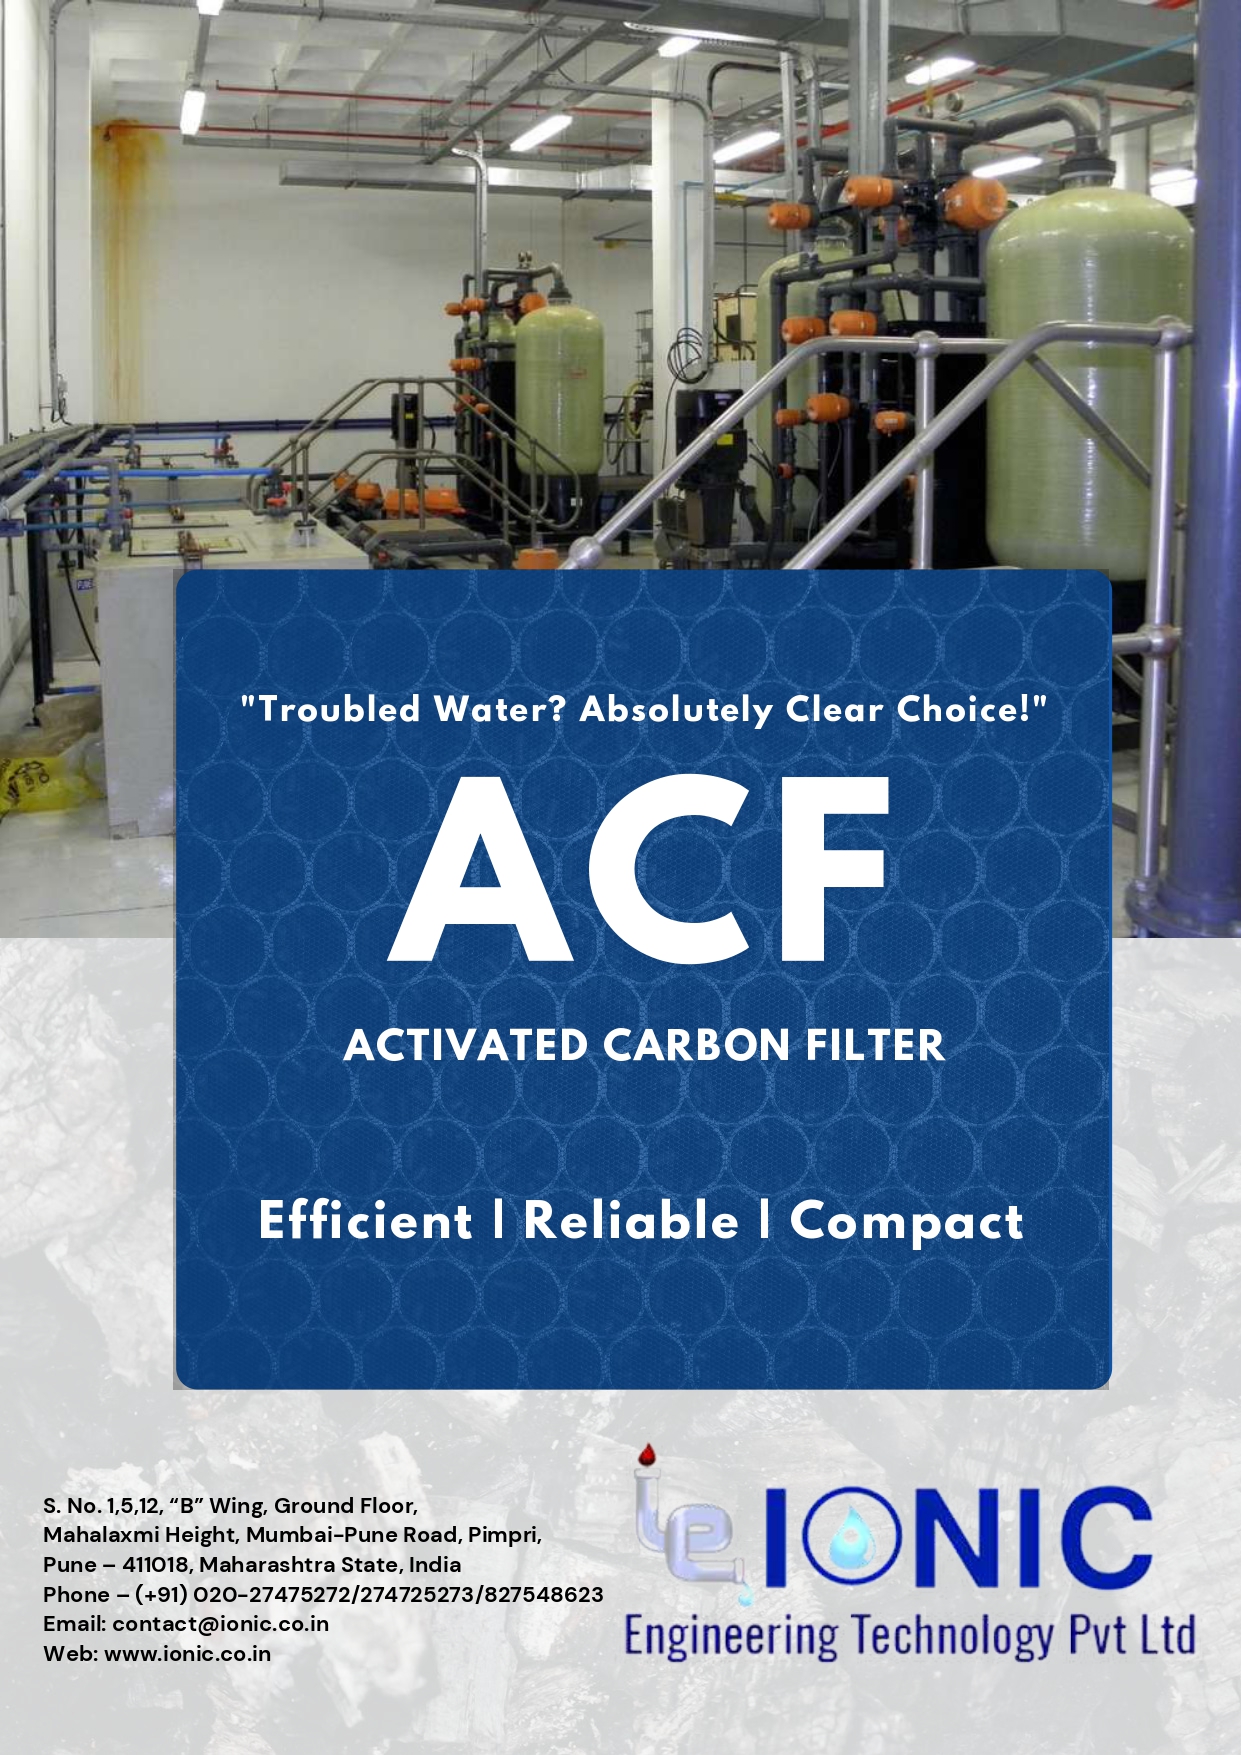 "Troubled Water? Absolutely Clear Choice!"
ACF
ACTIVATED CARBON FILTER
Efficient | Reliable | Compact
S. No. 1,5,12, “B” Wing, Ground Floor,
Mahalaxmi Height, Mumbai-Pune Road, Pimpri,
Pune – 411018, Maharashtra State, India
Phone – (+91) 020-27475272/274725273/827548623
Email: contact@ionic.co.in
Web: www.ionic.co.in
IONIC
Engineering Technology Pvt Ltd